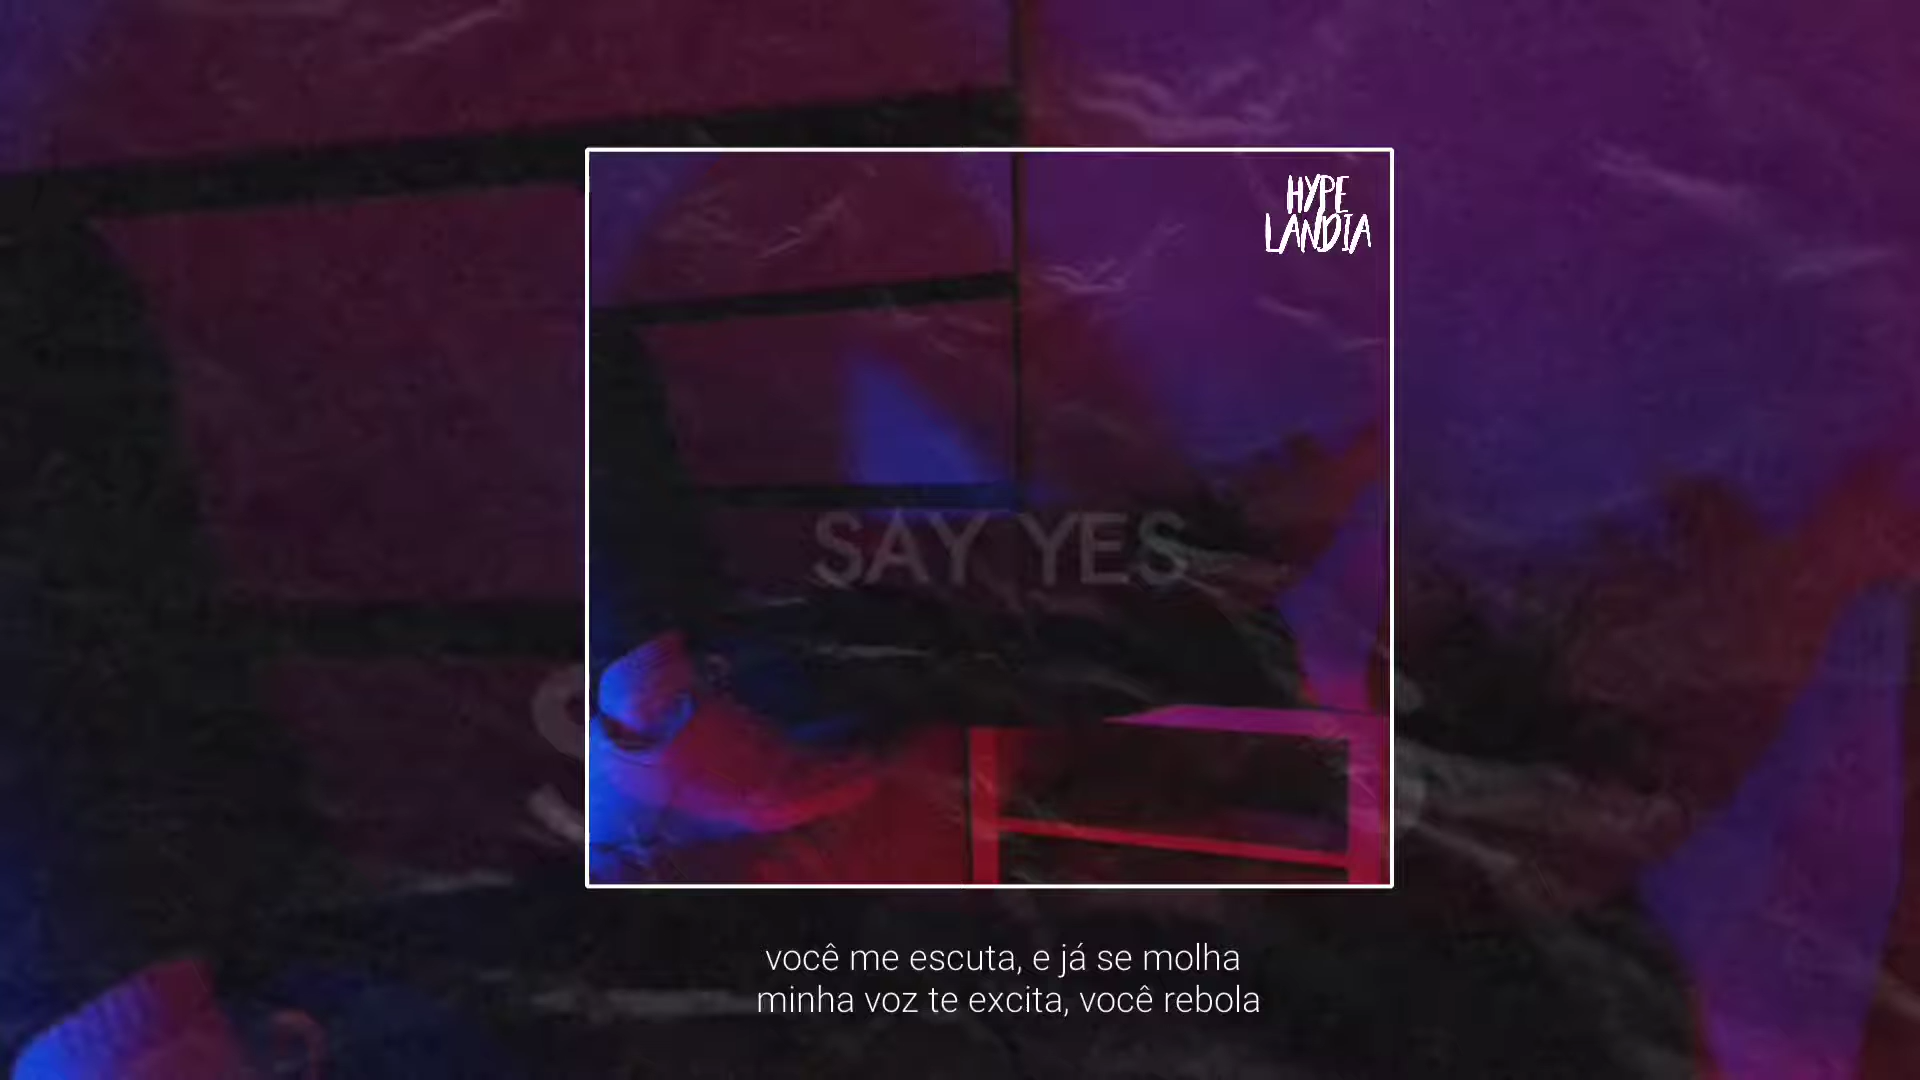 HYPE
LANDIA
SAY YES
você me escuta, e já se molha
minha voz te excita, você rebola